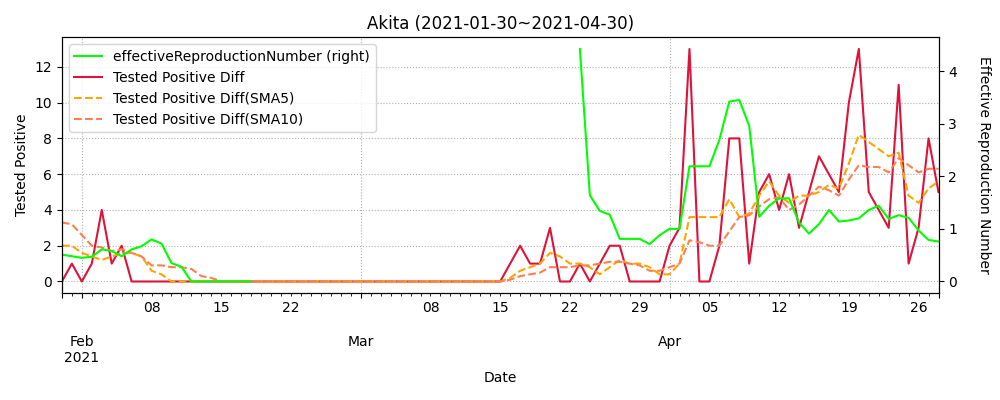 Akita (2021-01-30~2021-04-30)
effectiveReproductionNumber (right)
Tested Positive Diff
Tested Positive Diff(SMA5)
Tested Positive Diff(SMA10)
Tested Positive
12
10
8
6
4
2
0
Effective Reproduction Number
4
3
2
1
0
08 15 22 08 15 22 29 05 12 19 26
Feb Mar Apr
2021
Date